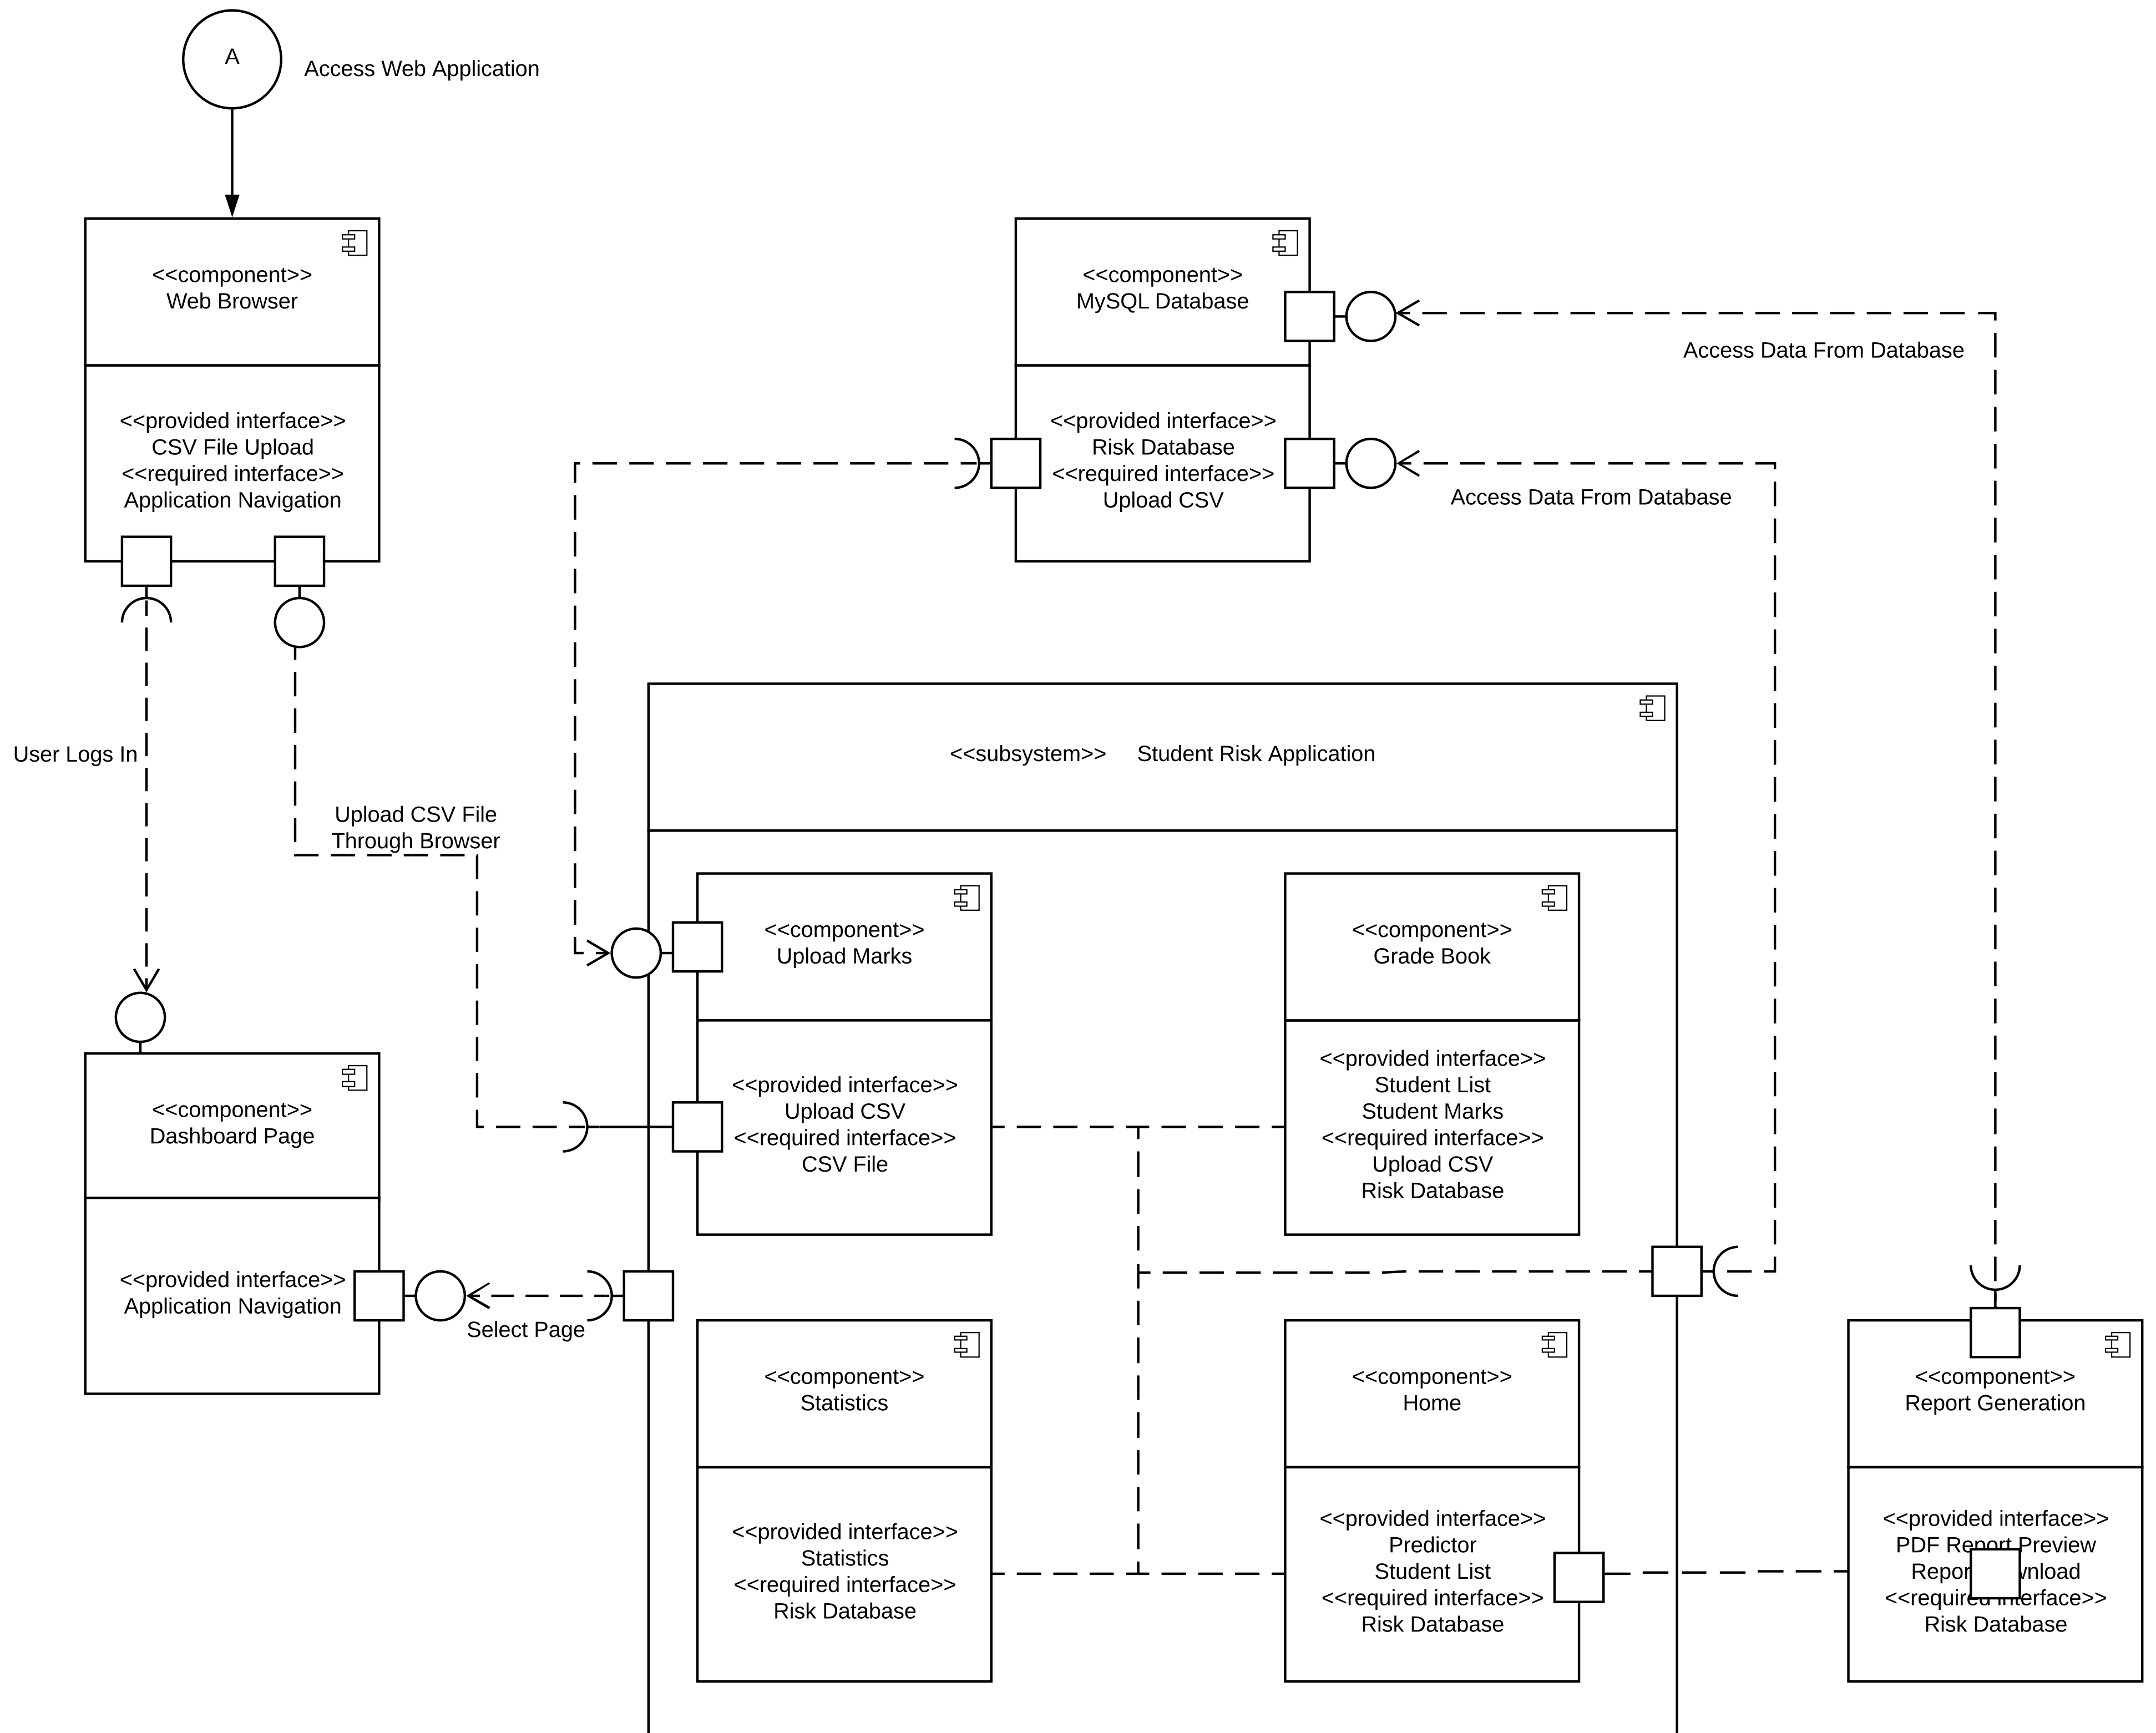 A
Access Web Application
<<component>>
Web Browser
<<provided interface>>
CSV File Upload
<<required interface>>
Application Navigation
<<component>>
MySQL Database
<<provided interface>>
Risk Database
<<required interface>>
Upload CSV
Access Data From Database
Access Data From Database
User Logs In
Upload CSV File
Through Browser
<<subsystem>> Student Risk Application
<<component>>
Upload Marks
<<provided interface>>
Upload CSV
<<required interface>>
CSV File
<<component>>
Grade Book
<<provided interface>>
Student List
Student Marks
<<required interface>>
Upload CSV
Risk Database
<<component>>
Dashboard Page
<<provided interface>>
Application Navigation
Select Page
<<component>>
Statistics
<<provided interface>>
Statistics
<<required interface>>
Risk Database
<<component>>
Home
<<provided interface>>
Predictor
Student List
<<required interface>>
Risk Database
<<component>>
Report Generation
<<provided interface>>
PDF Report Preview
<<required interface>>
Risk Database